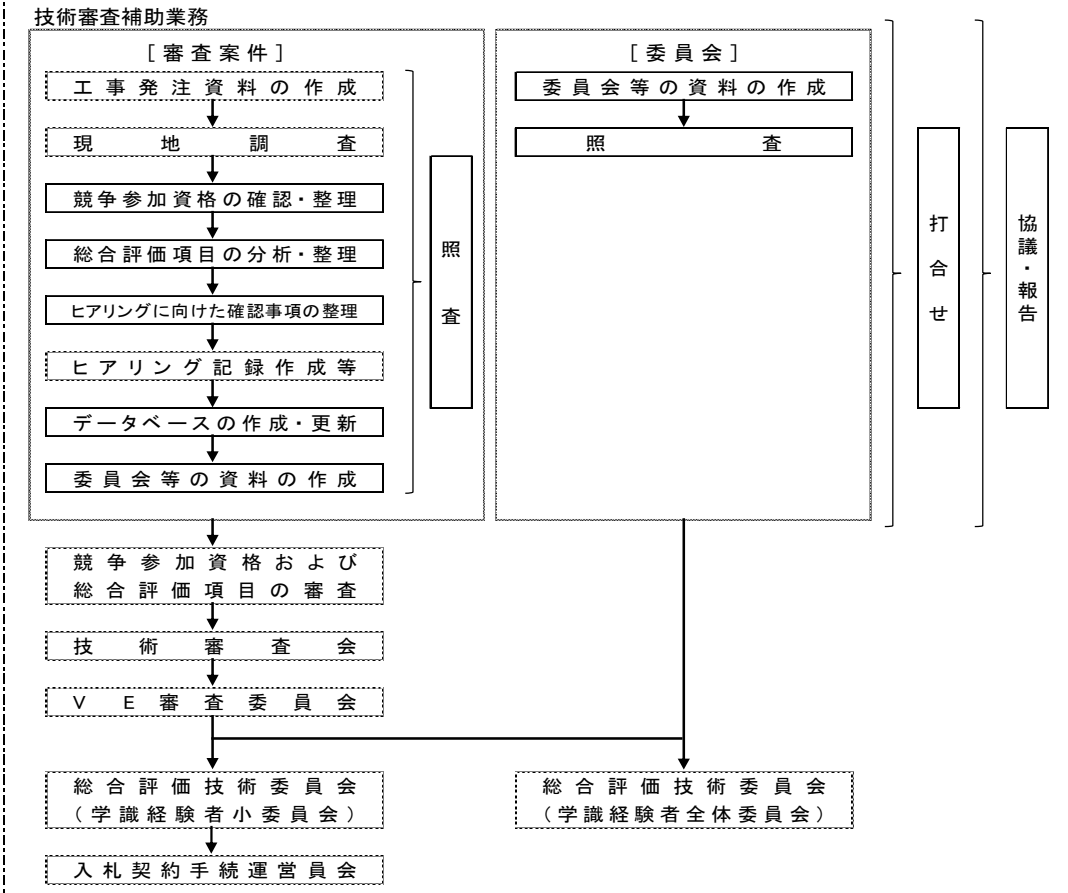 技術審査補助業務
[審査案件]
工事発注資料の作成
現地調査
競争参加資格の確認・整理
総合評価項目の分析・整理
ヒアリングに向けた確認事項の整理
ヒアリング記録作成等
データベースの作成・更新
委員会等の資料の作成
照査
[委員会]
委員会等の資料の作成
照査
打合せ
協議・報告
競争参加資格および
総合評価項目の審査
技術審査会
VE審査委員会
総合評価技術委員会
(学識経験者小委員会)
入札契約手続運営員会
総合評価技術委員会
(学識経験者全体委員会)